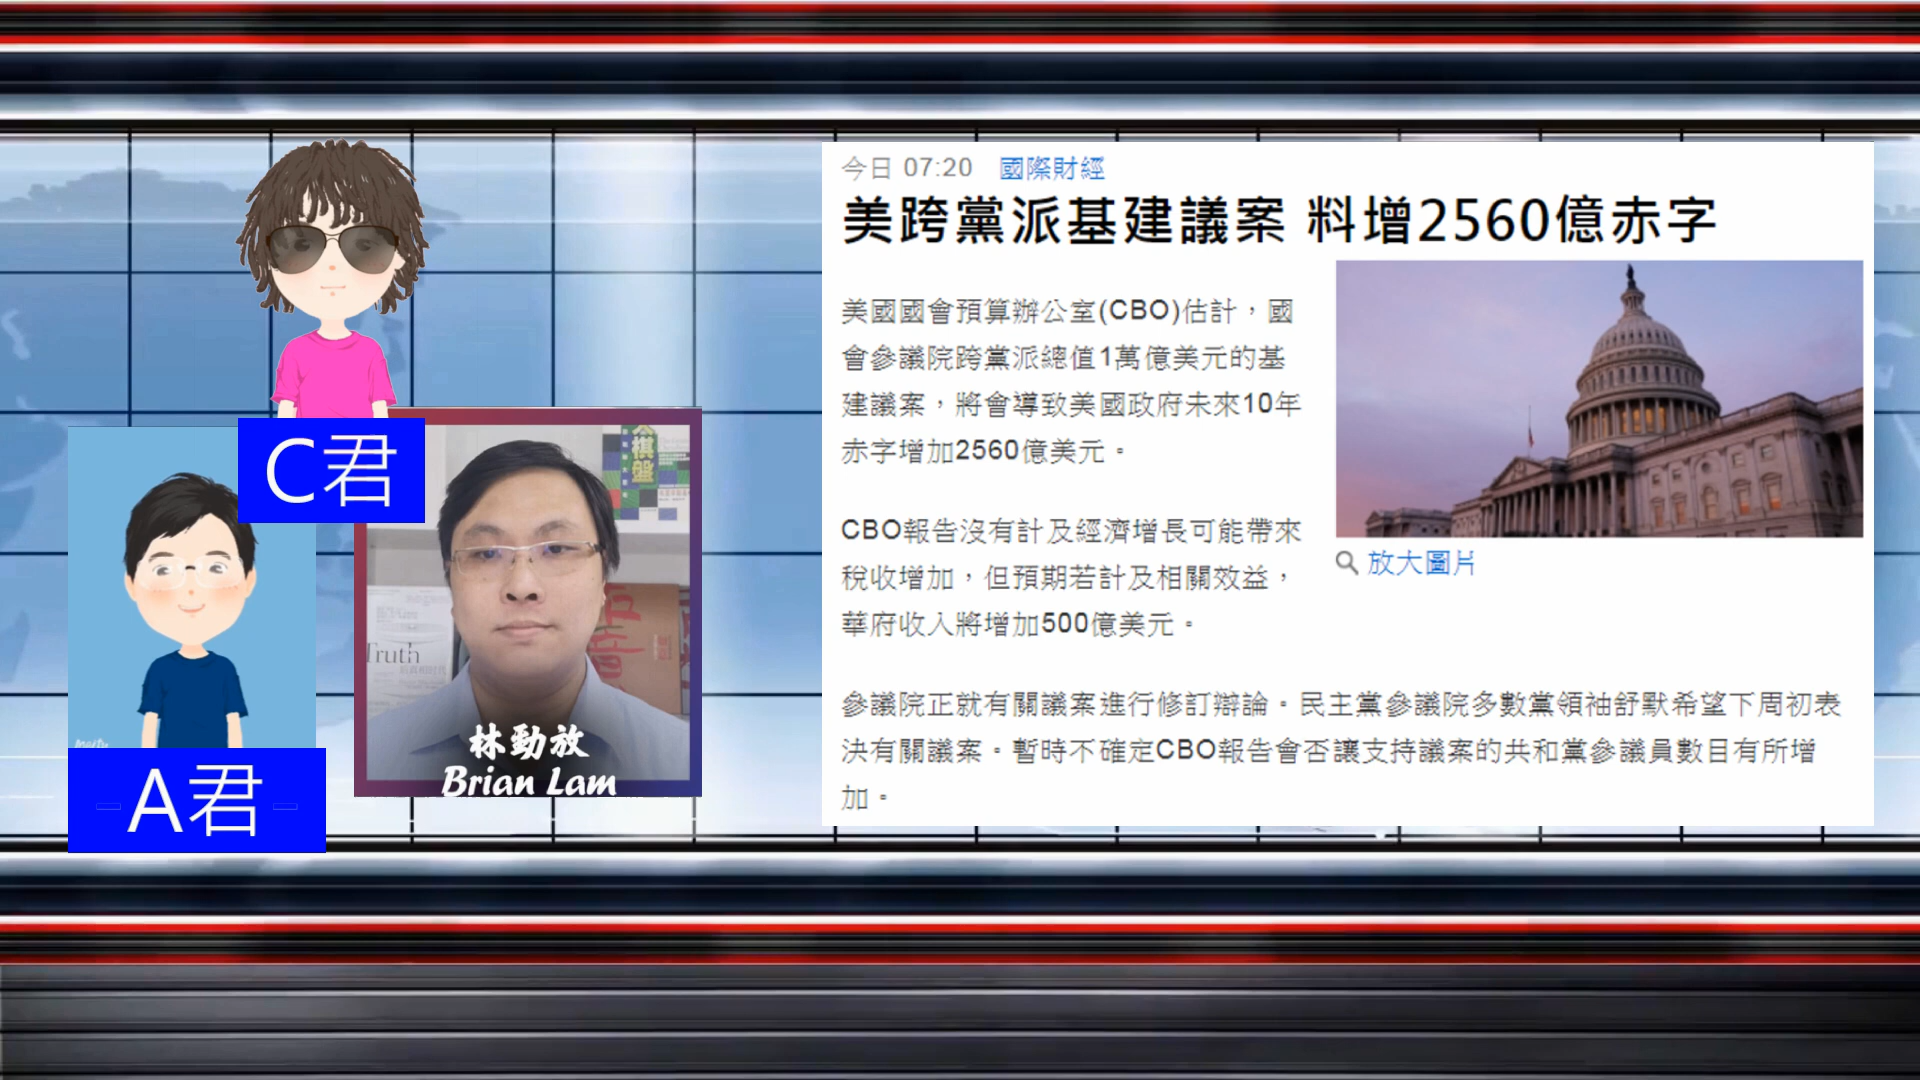 今日 07:20 國際財經
美跨黨派基建議案 料增2560億赤字
美國國會預算辦公室(CBO)估計，國
會參議院跨黨派總值1萬億美元的基
建議案，將會導致美國政府未來10年
赤字增加2560億美元。
放大圖片
CBO報告沒有計及經濟增長可能帶來
稅收增加，但預期若計及相關效益，
華府收入將增加500億美元。
參議院正就有關議案進行修訂辯論。民主黨參議院多數黨領袖舒默希望下周初表
決有關議案。暫時不確定CBO報告會否讓支持議案的共和黨參議員數目有所增
加。
C君
A君
棋盤
Truth
林勁放
Brian Lam